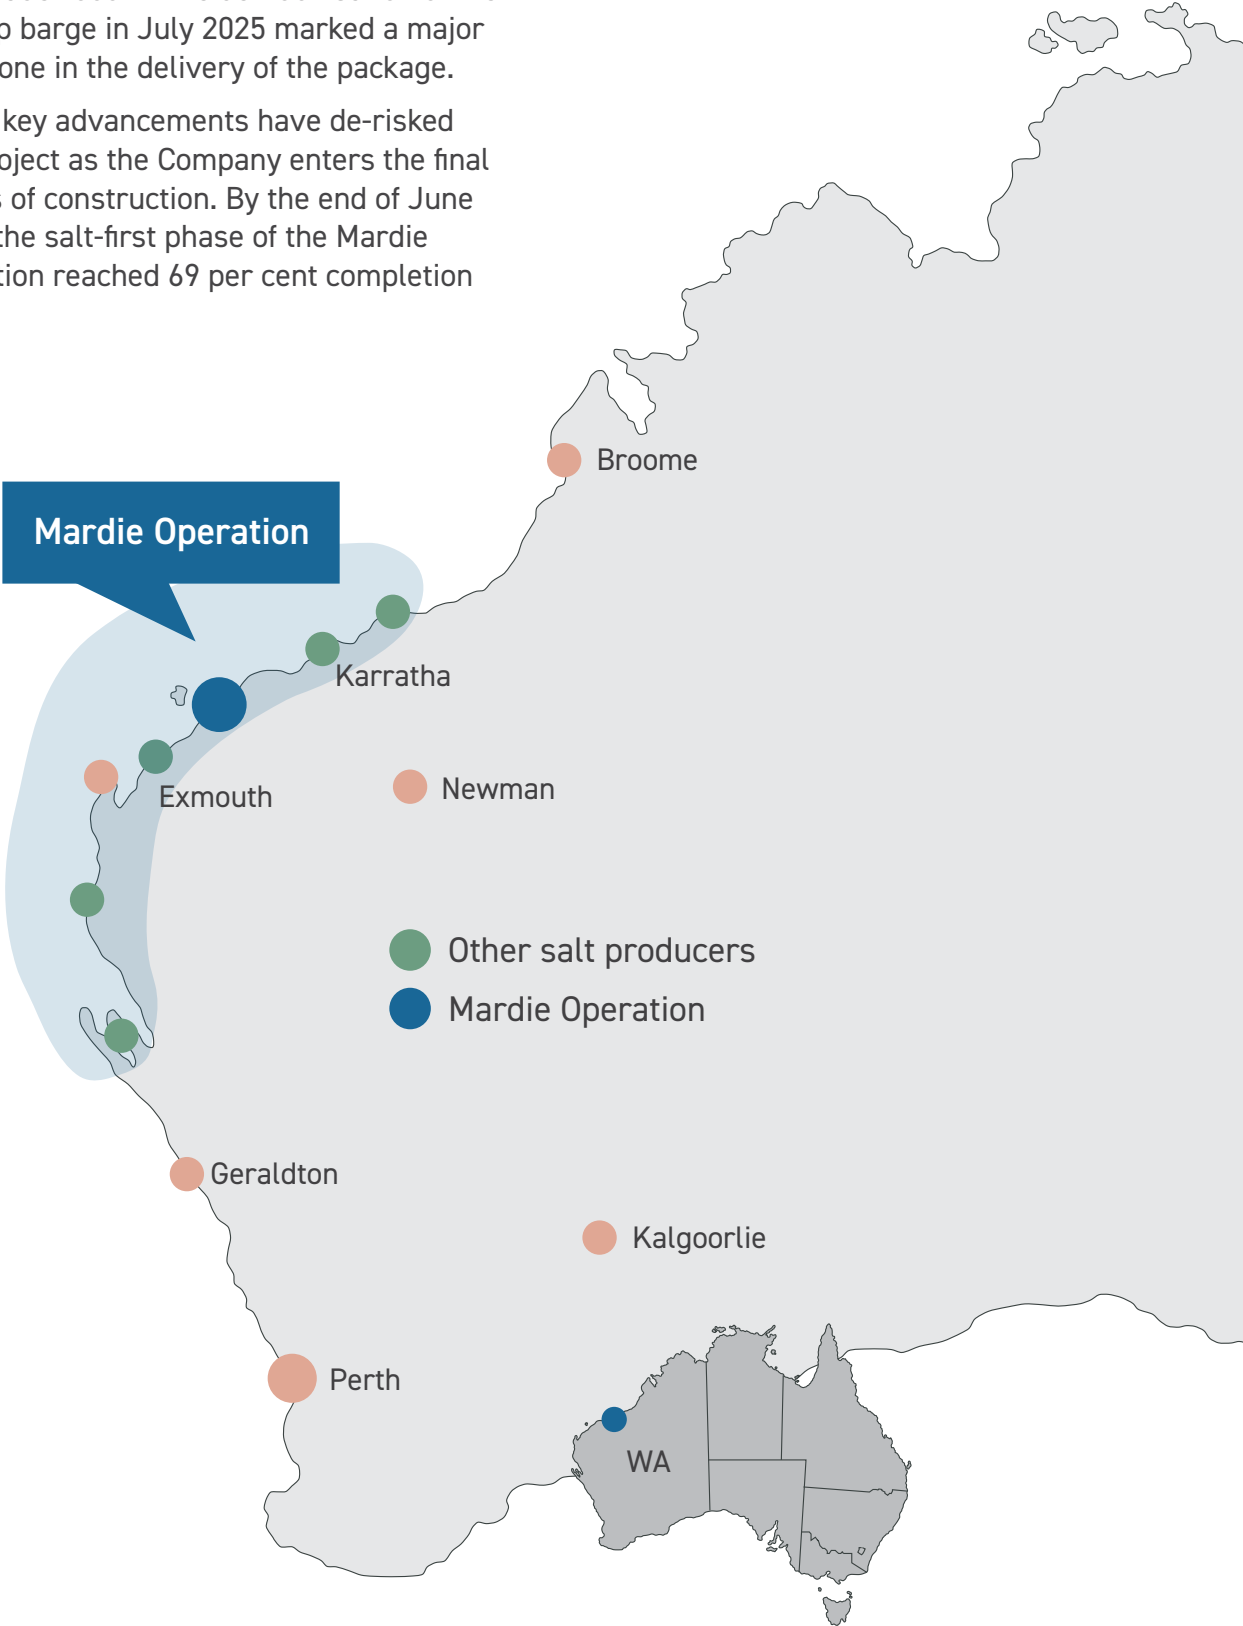 p barge in July 2025 marked a major
one in the delivery of the package.
key advancements have de-risked
oject as the Company enters the final
s of construction. By the end of June
the salt-first phase of the Mardie
tion reached 69 per cent completion
Broome
Mardie Operation
Karratha
Exmouth
Newman
Other salt producers
Mardie Operation
Geraldton
Kalgoorlie
Perth
WA